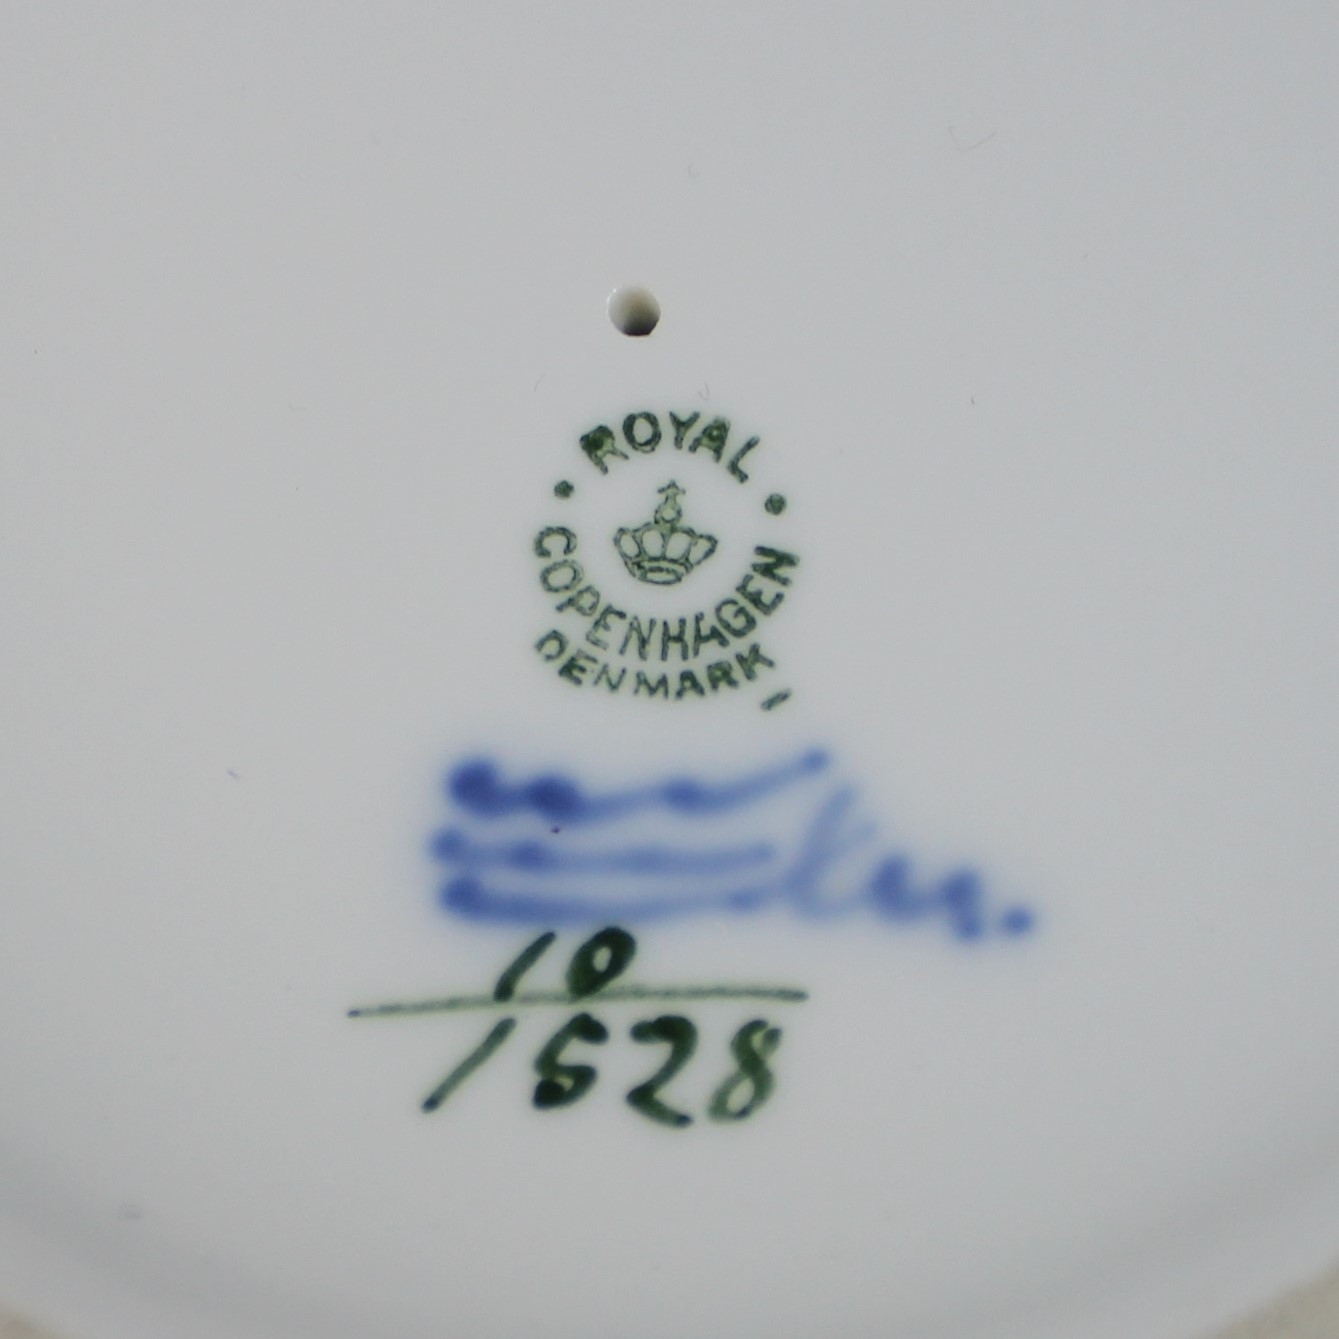 ROYAL
COPENHAGEN
DENMARK
10
1528